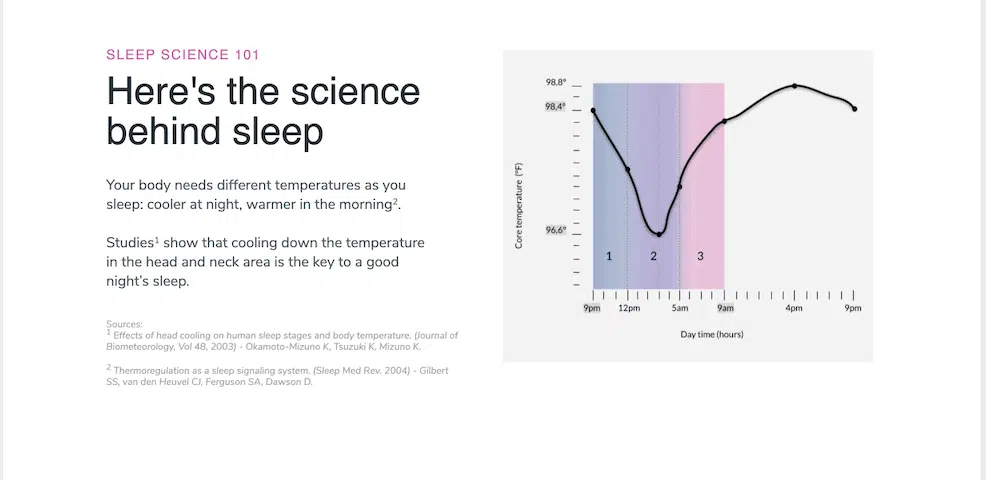 SLEEP SCIENCE 101
Here's the science
behind sleep
Your body needs different temperatures as you
sleep: cooler at night, warmer in the morning².
Studies¹ show that cooling down the temperature
in the head and neck area is the key to a good
night's sleep.
Sources:
¹ Effects of head cooling on human sleep stages and body temperature. (Journal of
Biometeorology, Vol 48, 2003) - Okamoto-Mizuno K, Tsuzuki K, Mizuno K.
² Thermoregulation as a sleep signaling system. (Sleep Med Rev. 2004) - Gilbert
SS, van den Heuvel CJ, Ferguson SA, Dawson D.
98,8°
98,4°
96,6°
Core temperature (°F)
1 2 3
9pm 12pm 5am 9am 4pm 9pm
Day time (hours)